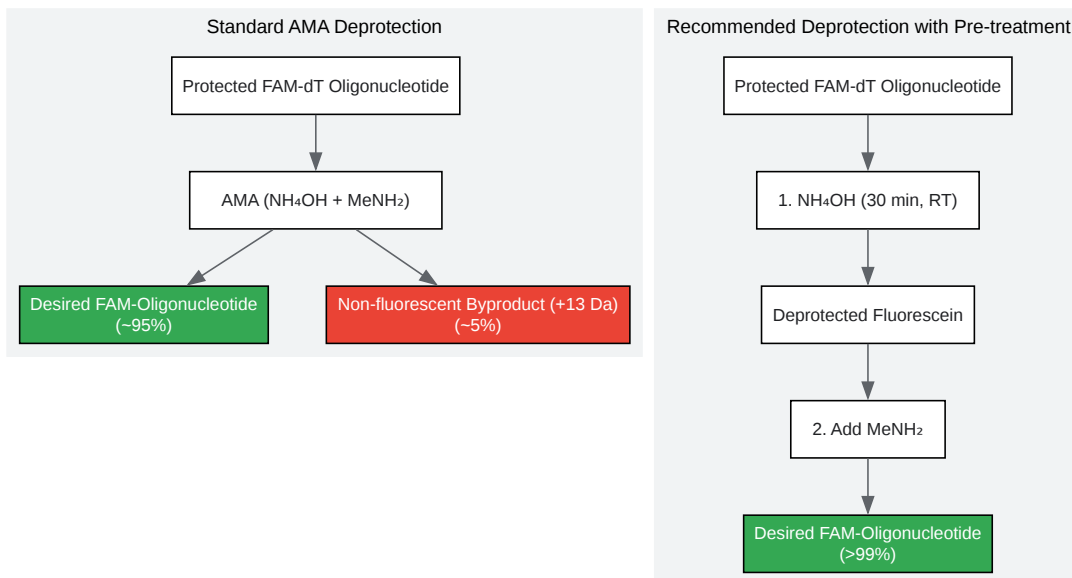 Standard AMA Deprotection
Protected FAM-dT Oligonucleotide
AMA (NH₄OH + MeNH₂)
Desired FAM-Oligonucleotide
(~95%)
Non-fluorescent Byproduct (+13 Da)
(~5%)
Recommended Deprotection with Pre-treatment
Protected FAM-dT Oligonucleotide
1. NH₄OH (30 min, RT)
Deprotected Fluorescein
2. Add MeNH₂
Desired FAM-Oligonucleotide
(>99%)